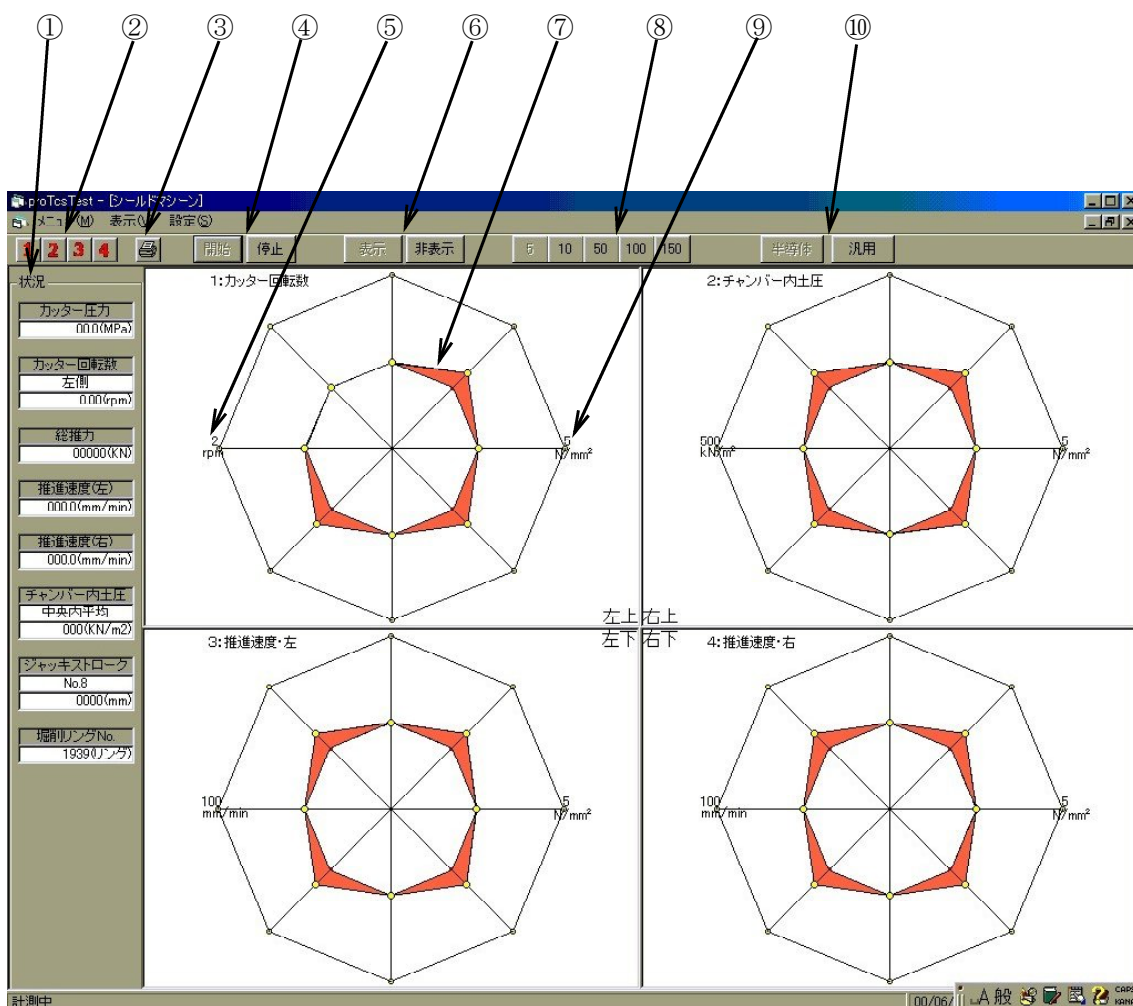 ① ② ③ ④ ⑤ ⑥ ⑦ ⑧ ⑨ ⑩
proTcsTest - [シールドマシーン]
メニュー(M) 表示(V) 設定(S)
1 2 3 4 開始 停止 表示 非表示 5 10 50 100 150 半導体 汎用
状況
カッター圧力
00.0(MPa)
カッター回転数
左側
0.00(rpm)
総推力
00000(KN)
推進速度(左)
000.0(mm/min)
推進速度(右)
000.0(mm/min)
チャンバー内土圧
中央内平均
000(KN/m2)
ジャッキストローク
No.8
0000(mm)
堀削リングNo.
1939(リング)
1:カッター回転数
2
rpm
5
N/mm²
2:チャンバー内土圧
500
kN/m²
5
N/mm²
左上 右上
左下 右下
3:推進速度・左
100
mm/min
5
N/mm²
4:推進速度・右
100
mm/min
5
N/mm²
計測中
00/06/
A 般
CAPS
KANA